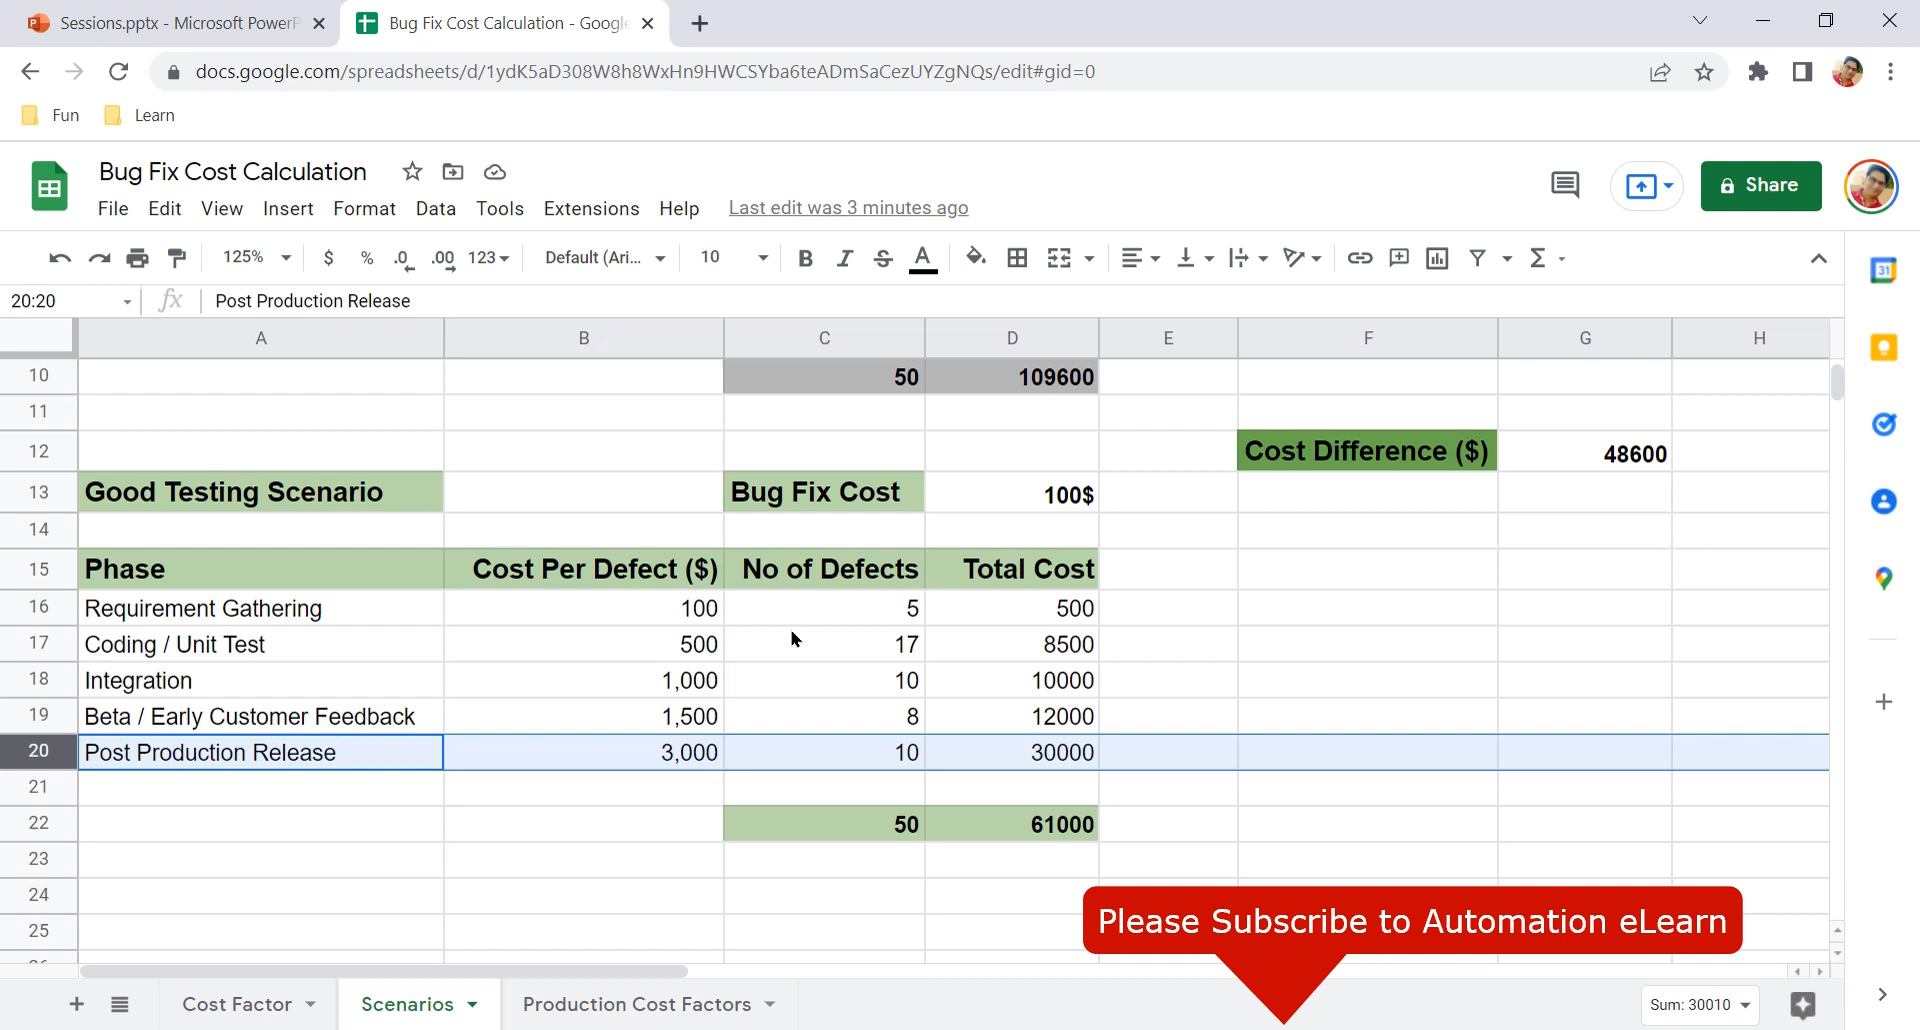 Sessions.pptx - Microsoft PowerP
Bug Fix Cost Calculation - Google
docs.google.com/spreadsheets/d/1ydK5aD308W8h8WxHn9HWCSYba6teADmSaCezUYZgNQs/edit#gid=0
Fun Learn
Bug Fix Cost Calculation
File Edit View Insert Format Data Tools Extensions Help Last edit was 3 minutes ago
Share
125% $ % .0 .00 123 Default (Ari... 10 B I S A
20:20 fx Post Production Release
A B C D E F G H
10 50 109600
11
12 Cost Difference ($) 48600
13 Good Testing Scenario Bug Fix Cost 100$
14
15 Phase Cost Per Defect ($) No of Defects Total Cost
16 Requirement Gathering 100 5 500
17 Coding / Unit Test 500 17 8500
18 Integration 1,000 10 10000
19 Beta / Early Customer Feedback 1,500 8 12000
20 Post Production Release 3,000 10 30000
21
22 50 61000
23
24
25
Please Subscribe to Automation eLearn
Cost Factor Scenarios Production Cost Factors Sum: 30010
31